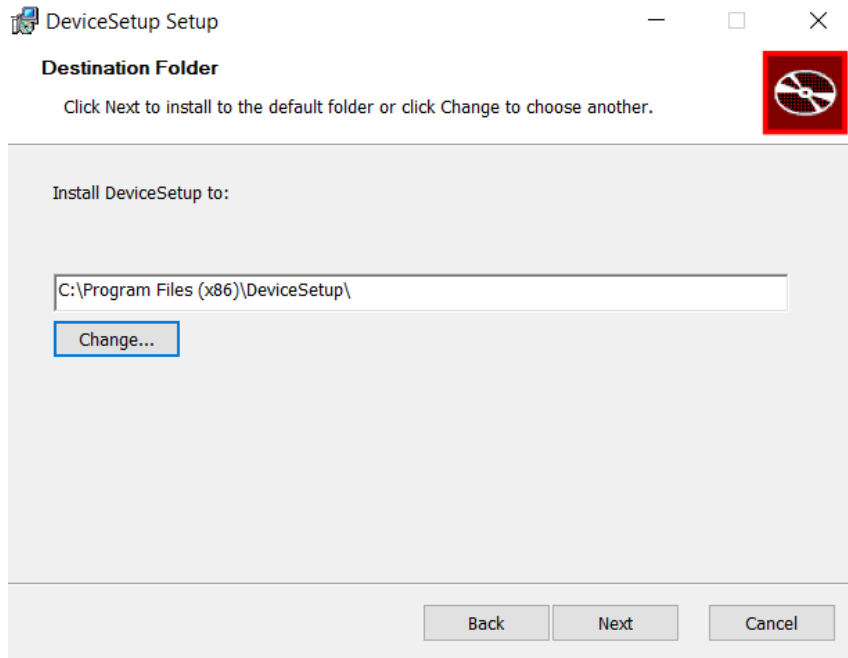 DeviceSetup Setup
Destination Folder
Click Next to install to the default folder or click Change to choose another.
Install DeviceSetup to:
C:\Program Files (x86)\DeviceSetup\
Change...
Back Next Cancel